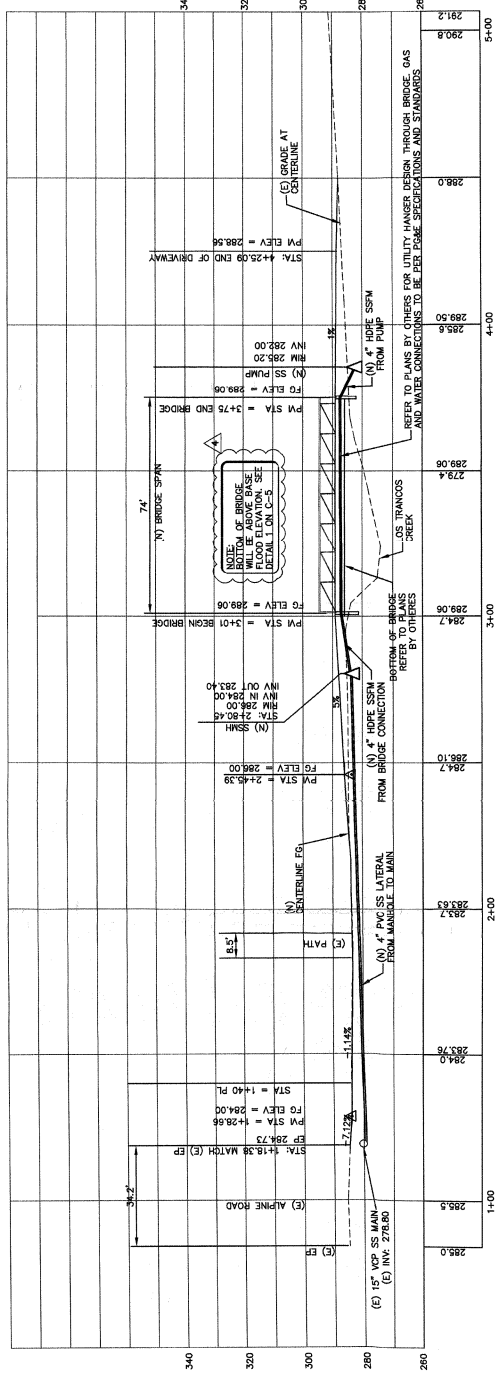 340
320
300
280
260
34.2'
(E) EP
(E) ALPINE ROAD
STA: 1+18.38 MATCH (E) EP
EP 284.73
PVI STA = 1+28.66
FG ELEV = 284.00
STA = 1+40 PL
-7.12%
-1.14%
8.5'
(E) PATH
(E) 15" VCP SS MAIN
(E) INV: 278.80
(N) 4" PVC SS LATERAL
FROM MANHOLE TO MAIN
(N)
CENTERLINE FG
PVI STA = 2+45.39
FG ELEV = 286.00
(N) SSMH
STA: 2+80.45
RIM 286.00
INV IN 284.00
INV OUT 283.40
5%
(N) 4" HDPE SSFM
FROM BRIDGE CONNECTION
PVI STA = 3+01 BEGIN BRIDGE
FG ELEV = 289.06
74'
(N) BRIDGE SPAN
4
NOTE:
BOTTOM OF BRIDGE
WILL BE ABOVE BASE
FLOOD ELEVATION. SEE
DETAIL 1 ON C-5
BOTTOM OF BRIDGE
REFER TO PLANS
BY OTHERES
LOS TRANCOS
CREEK
PVI STA = 3+75 END BRIDGE
FG ELEV = 289.06
(N) SS PUMP
RIM 285.20
INV 282.00
1%
(N) 4" HDPE SSFM
FROM PUMP
REFER TO PLANS BY OTHERS FOR UTILITY HANGER DESIGN THROUGH BRIDGE. GAS
AND WATER CONNECTIONS TO BE PER PG&E SPECIFICATIONS AND STANDARDS
STA: 4+25.09 END OF DRIVEWAY
PVI ELEV = 288.56
(E) GRADE AT
CENTERLINE
285.0
285.5
284.0
283.76
283.7
283.63
284.7
286.10
284.7
289.06
279.4
289.06
285.6
289.50
288.0
290.8
291.2
1+00
2+00
3+00
4+00
5+00